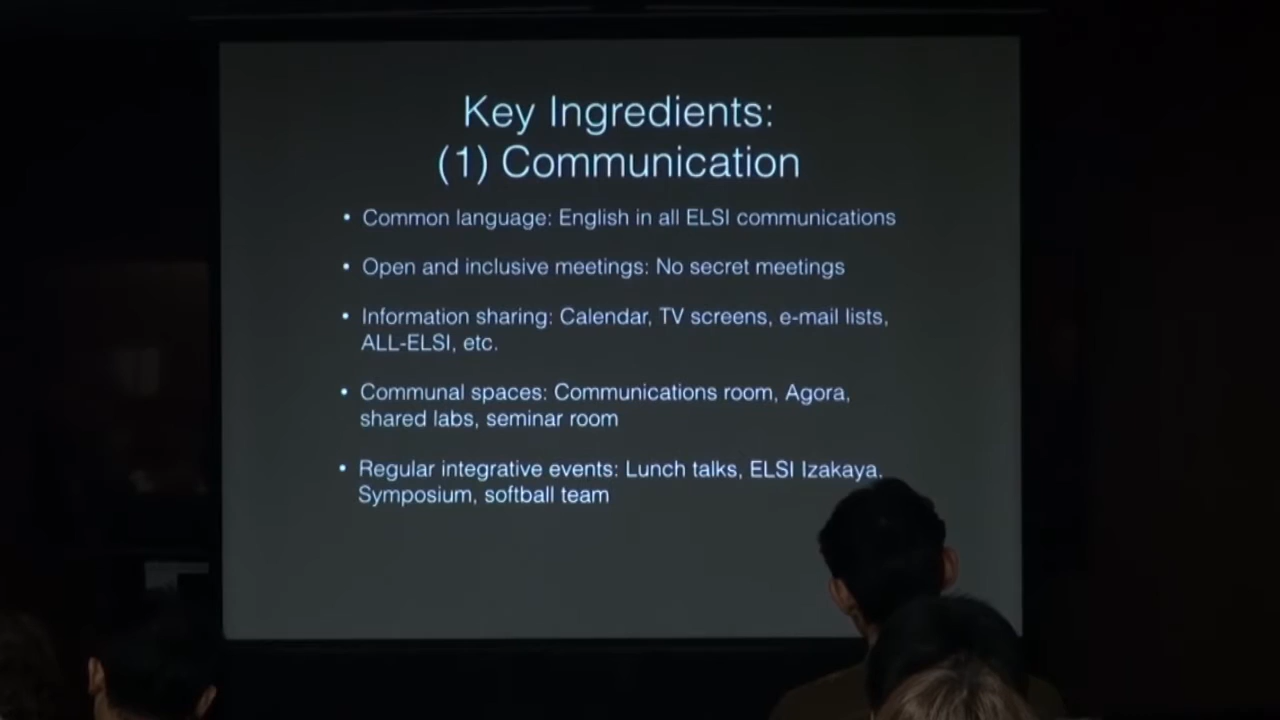 Key Ingredients:
(1) Communication
• Common language: English in all ELSI communications
• Open and inclusive meetings: No secret meetings
• Information sharing: Calendar, TV screens, e-mail lists,
ALL-ELSI, etc.
• Communal spaces: Communications room, Agora,
shared labs, seminar room
• Regular integrative events: Lunch talks, ELSI Izakaya,
Symposium, softball team